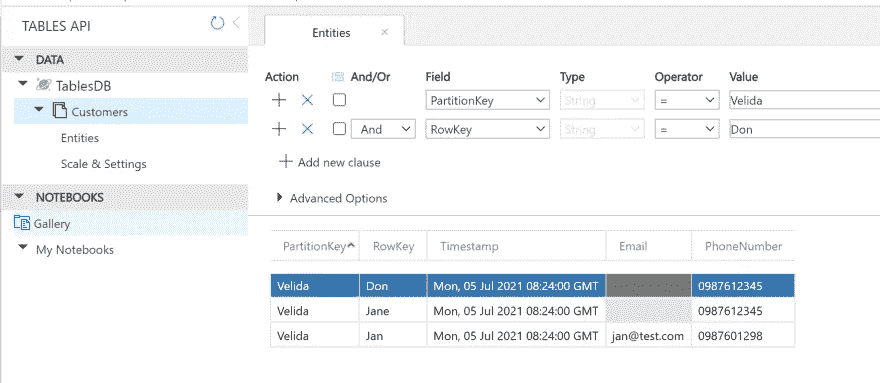 TABLES API
DATA
TablesDB
Customers
Entities
Scale & Settings
NOTEBOOKS
Gallery
My Notebooks
Entities
Action And/Or Field Type Operator Value
PartitionKey String = Velida
And RowKey String = Don
Add new clause
Advanced Options
PartitionKey RowKey Timestamp Email PhoneNumber
Velida Don Mon, 05 Jul 2021 08:24:00 GMT 0987612345
Velida Jane Mon, 05 Jul 2021 08:24:00 GMT 0987612345
Velida Jan Mon, 05 Jul 2021 08:24:00 GMT jan@test.com 0987601298